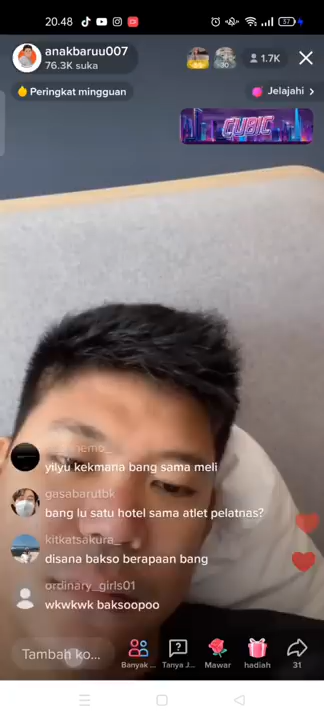 20.48
37
anakbaruu007
76.3K suka
30
1.7K
Peringkat mingguan
Jelajahi
CUBIC
yilyu kekmana bang sama meli
gasabarutbk
bang lu satu hotel sama atlet pelatnas?
kitkatsakura_
disana bakso berapaan bang
ordinary_girls01
wkwkwk baksoopoo
Tambah ko...
Banyak ...
Tanya J...
Mawar
hadiah
31